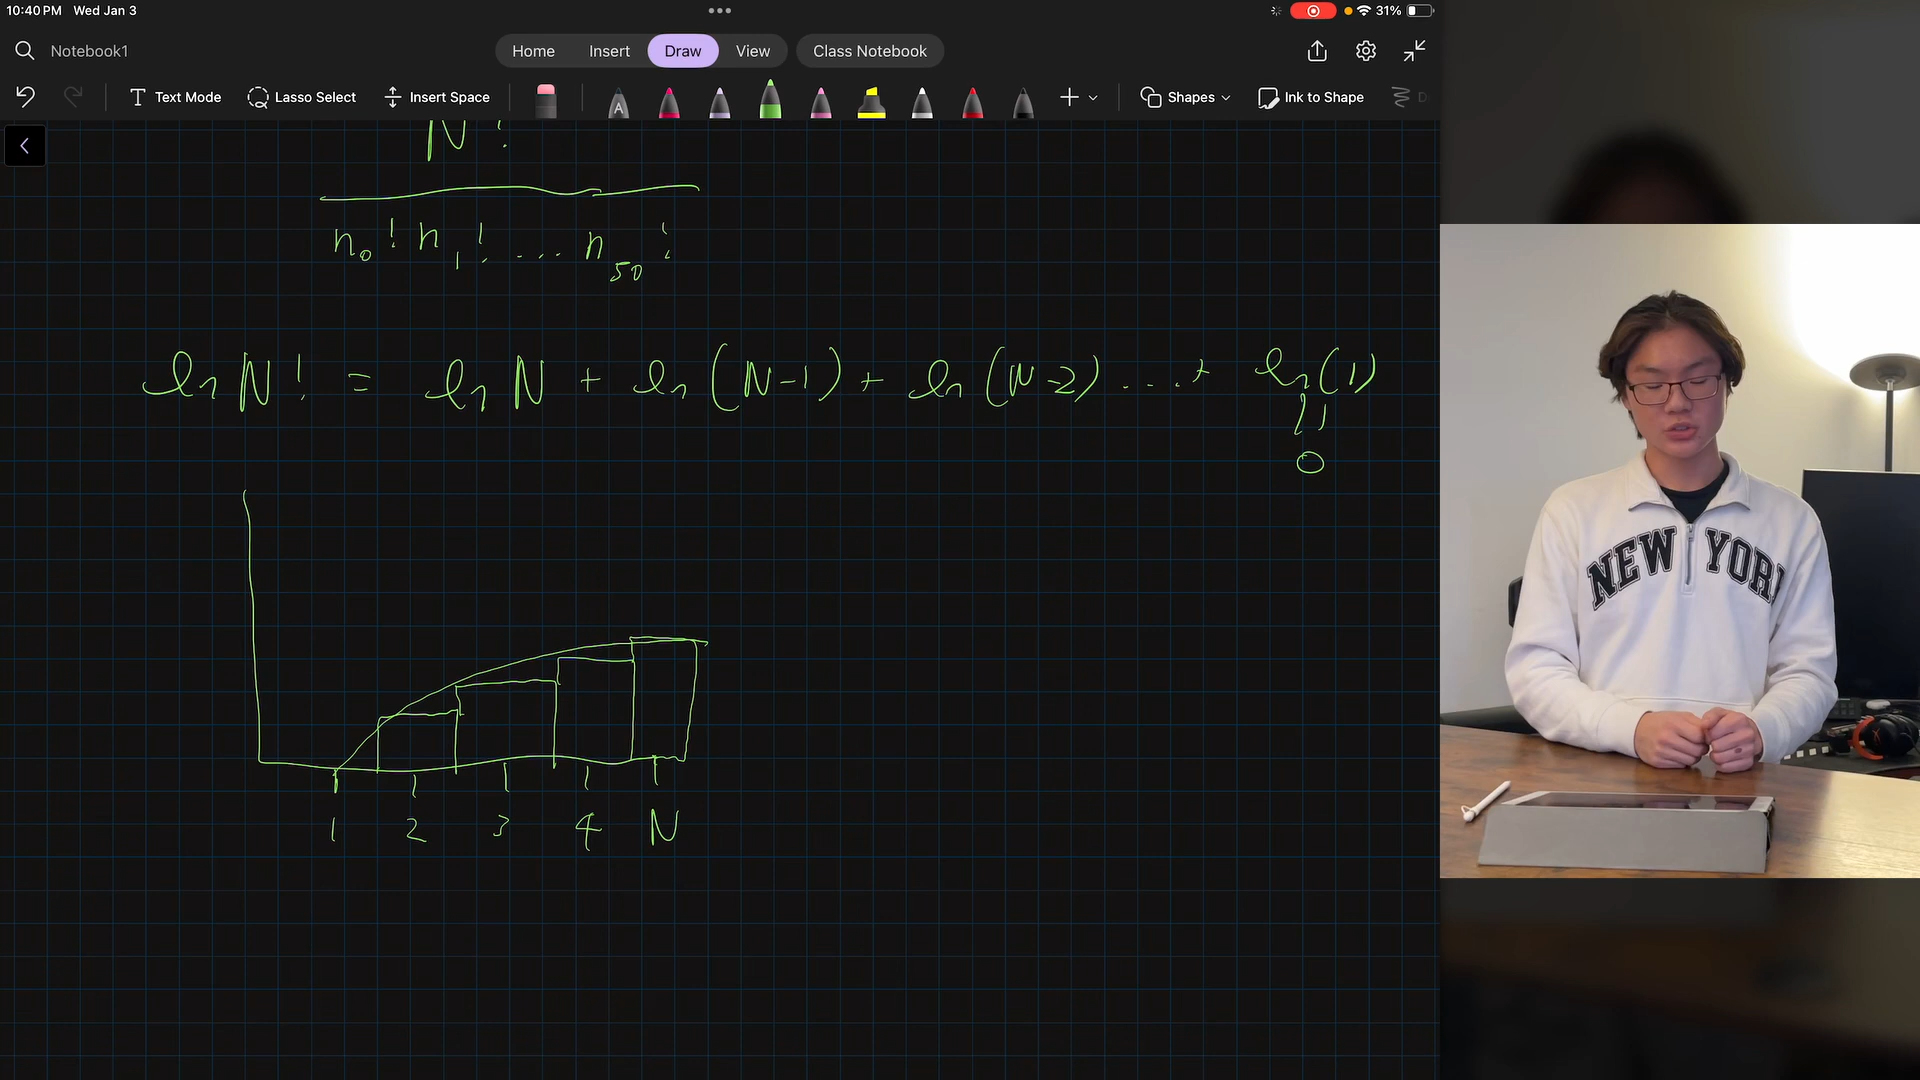 10:40 PM Wed Jan 3
31%
Notebook1
Home Insert Draw View Class Notebook
Text Mode Lasso Select Insert Space A Shapes Ink to Shape D
N!
n₀! n₁! .... n₅₀!
ln N! = ln N + ln (N-1) + ln (N-2) ....+ ln (1)
0
1 2 3 4 N
NEW YORK